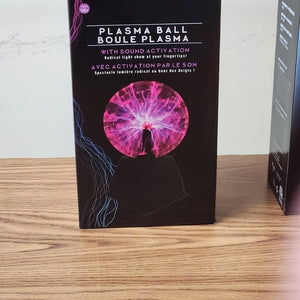 PLASMA BALL
BOULE PLASMA
WITH SOUND ACTIVATION
Radical light show at your fingertips!
AVEC ACTIVATION PAR LE SON
Spectacle lumière radical au bout des doigts !